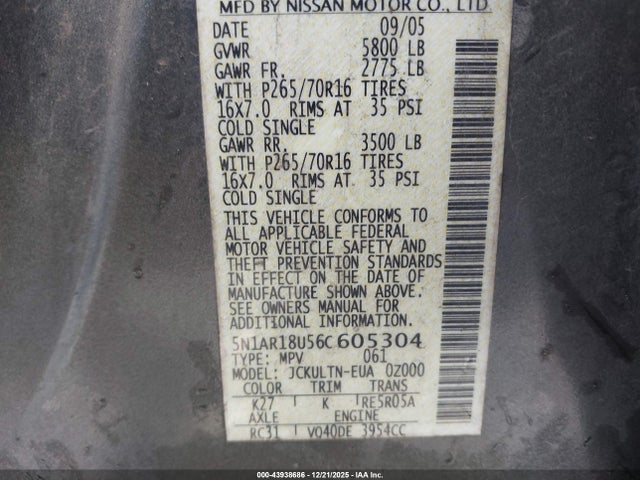 MFD BY NISSAN MOTOR CO., LTD.
DATE 09/05
GVWR 5800 LB
GAWR FR. 2775 LB
WITH P265/70R16 TIRES
16X7.0 RIMS AT 35 PSI
COLD SINGLE
GAWR RR. 3500 LB
WITH P265/70R16 TIRES
16X7.0 RIMS AT 35 PSI
COLD SINGLE
THIS VEHICLE CONFORMS TO
ALL APPLICABLE FEDERAL
MOTOR VEHICLE SAFETY AND
THEFT PREVENTION STANDARDS
IN EFFECT ON THE DATE OF
MANUFACTURE SHOWN ABOVE.
SEE OWNERS MANUAL FOR
ADDITIONAL INFORMATION.
5N1AR18U56C605304
TYPE: MPV 061
MODEL: JCKULTN-EUA 0Z000
COLOR TRIM TRANS
K27 K RE5R05A
AXLE ENGINE
RC31 VQ40DE 3954CC
000-43938686 - 12/21/2025 - IAA Inc.